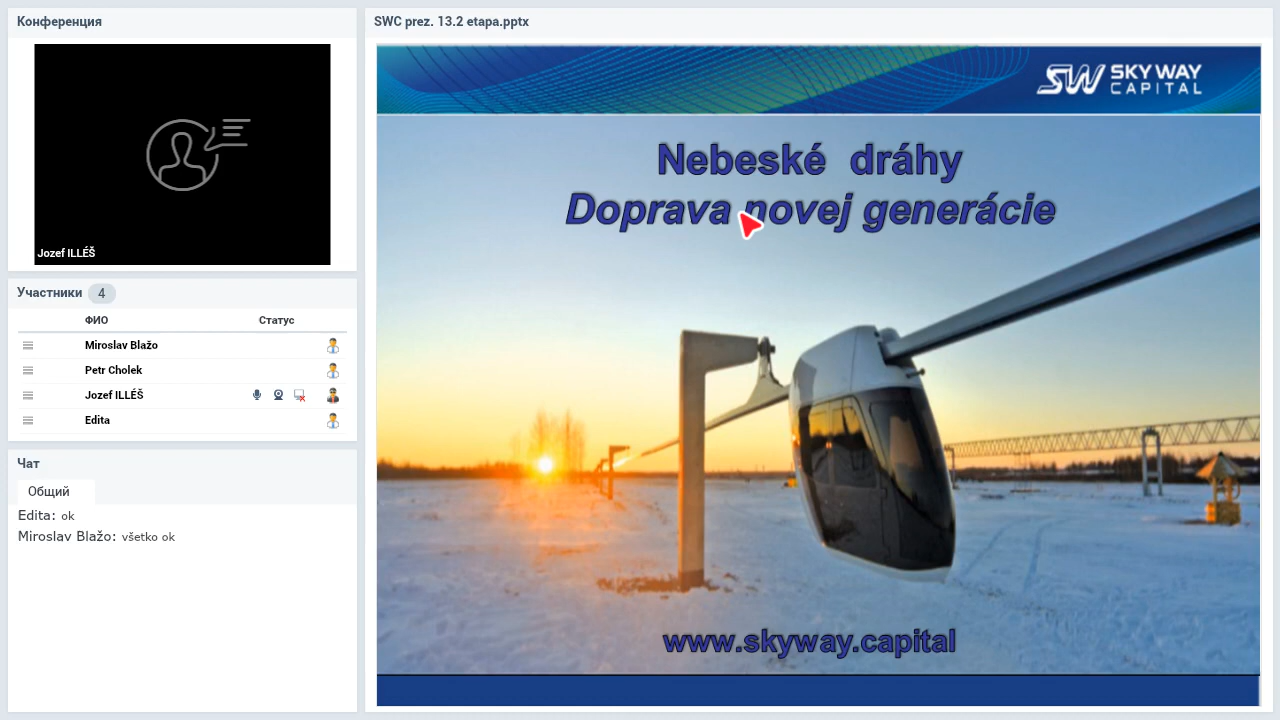 Конференция
Jozef ILLÉŠ
Участники 4
ФИО Статус
Miroslav Blažo
Petr Cholek
Jozef ILLÉŠ
Edita
Чат
Общий
Edita: ok
Miroslav Blažo: všetko ok
SWC prez. 13.2 etapa.pptx
SW SKY WAY
CAPITAL
Nebeské dráhy
Doprava novej generácie
www.skyway.capital